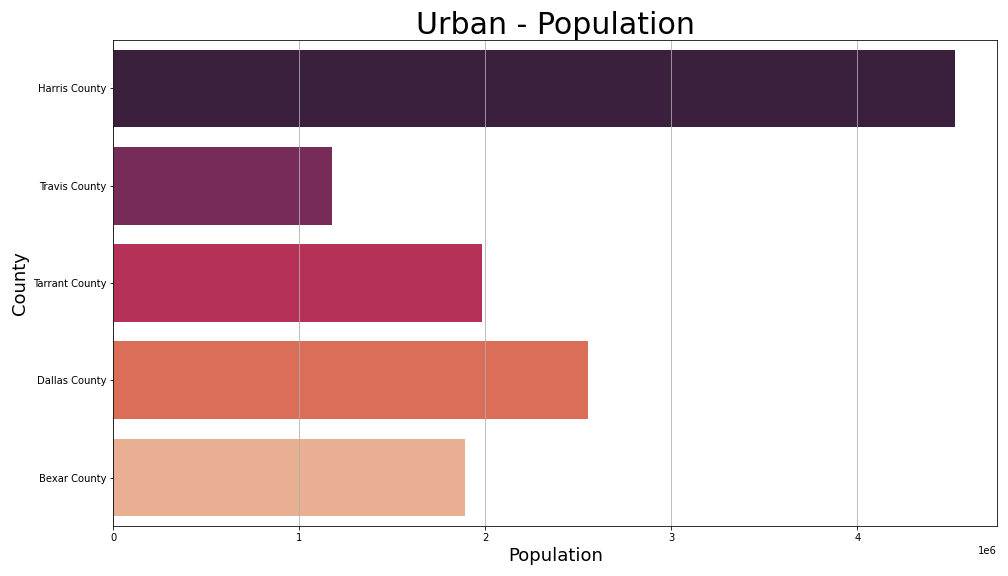 Urban - Population
Harris County
Travis County
Tarrant County
Dallas County
Bexar County
County
0 1 2 3 4
1e6
Population